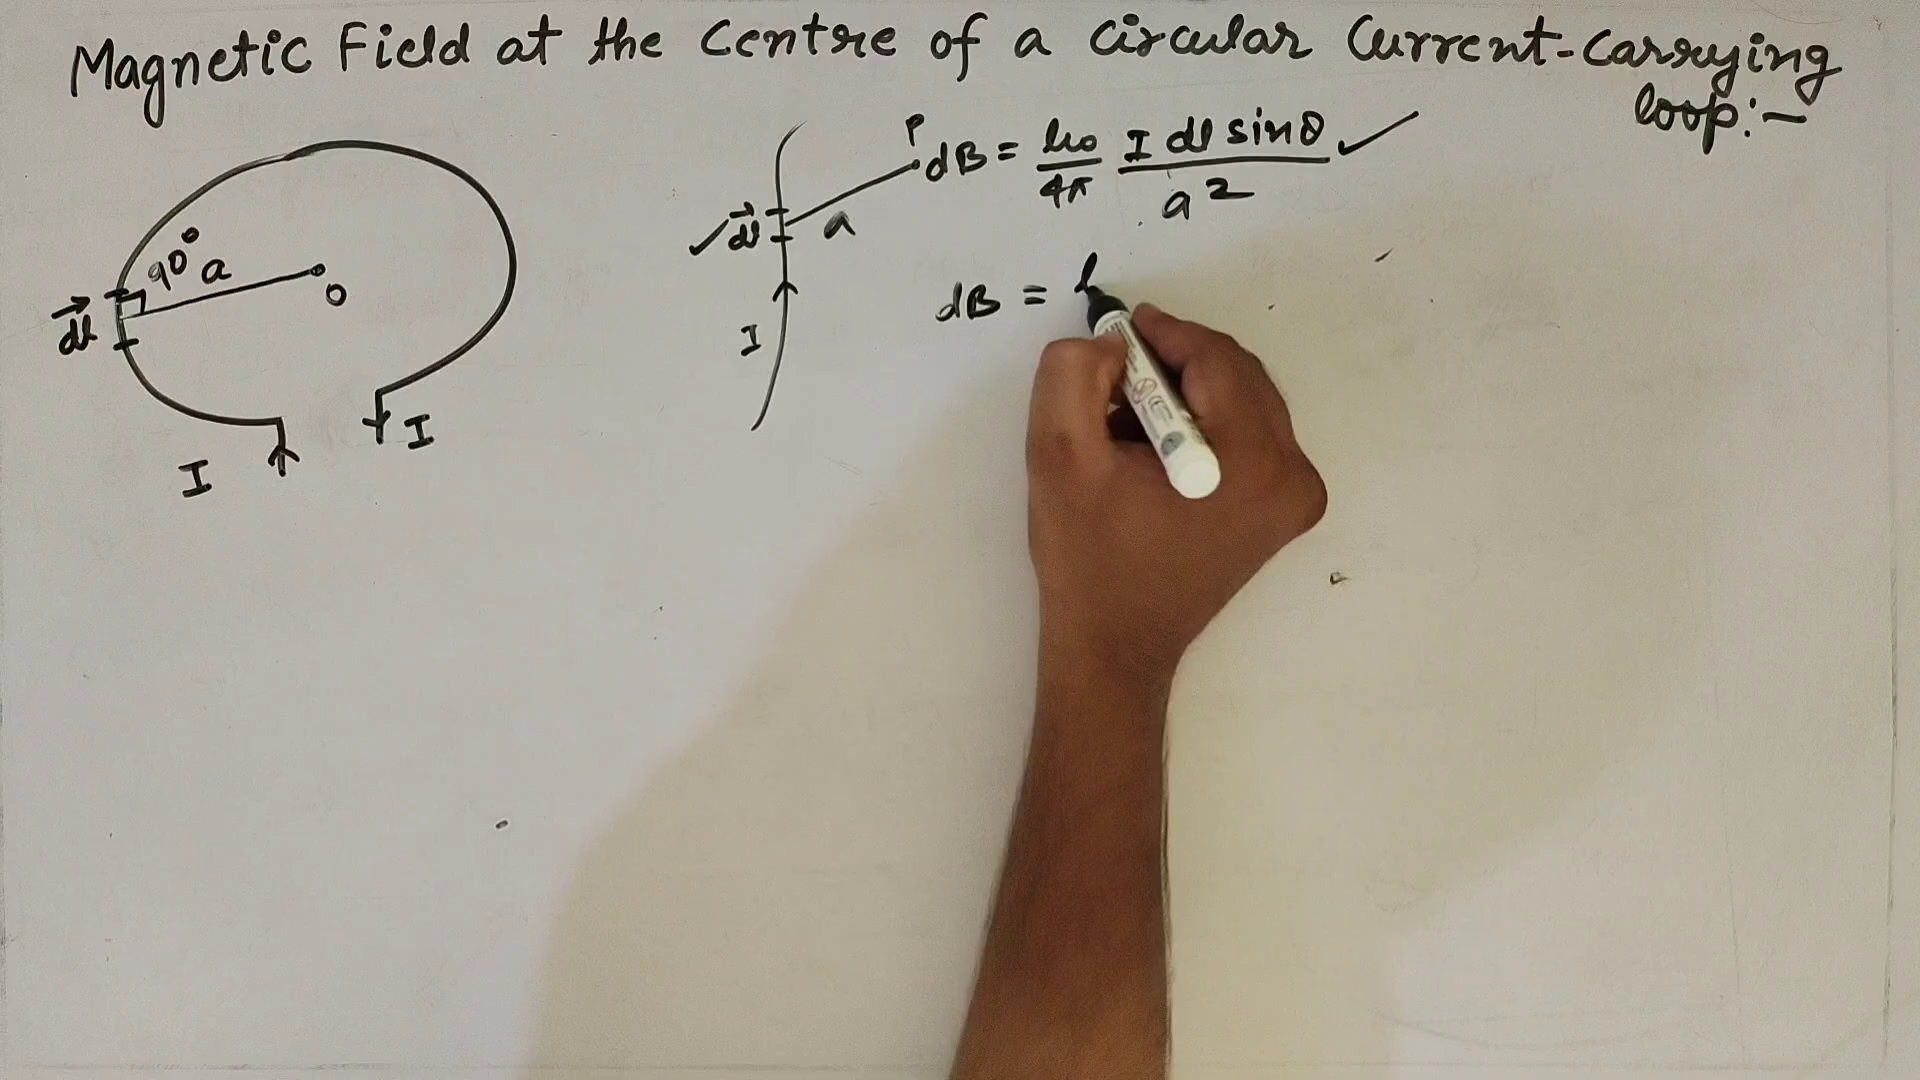 Magnetic Field at the Centre of a Circular Current-Carrying
loop:-
P
dB = μ₀/4π I dl sinθ/a²
dl a
90° a
O
dl
dB =
I
I
I